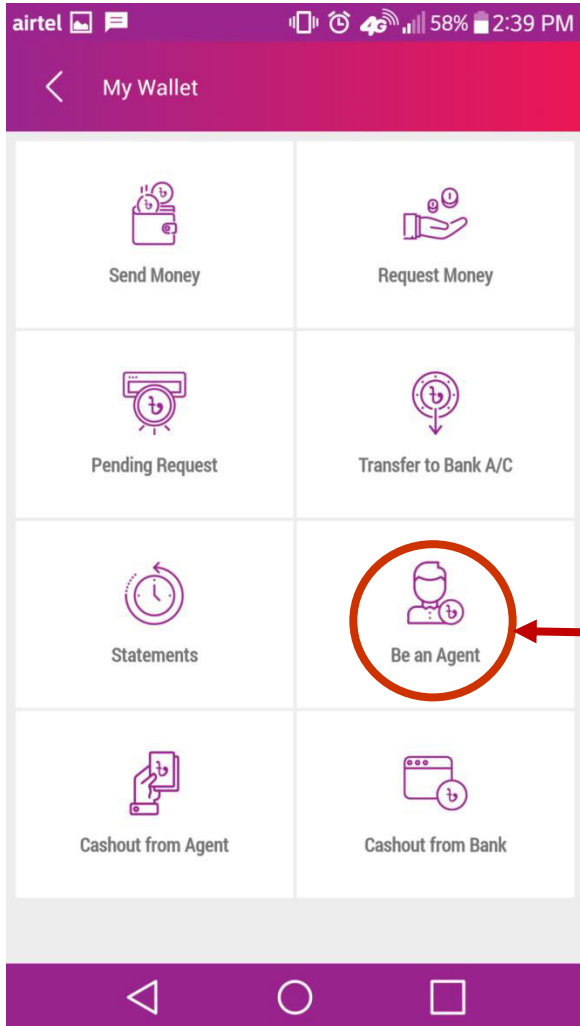 airtel 4G 58% 2:39 PM
My Wallet
Send Money Request Money
Pending Request Transfer to Bank A/C
Statements Be an Agent
Cashout from Agent Cashout from Bank